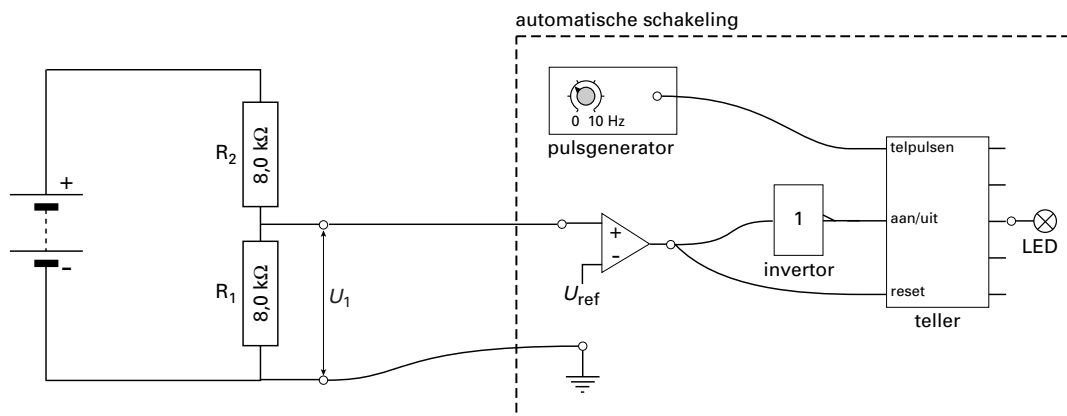 automatische schakeling
0 10 Hz
pulsgenerator
telpulsen
R2
8,0 kΩ
+
-
R1
8,0 kΩ
U1
+
-
Uref
1
invertor
aan/uit
reset
teller
LED